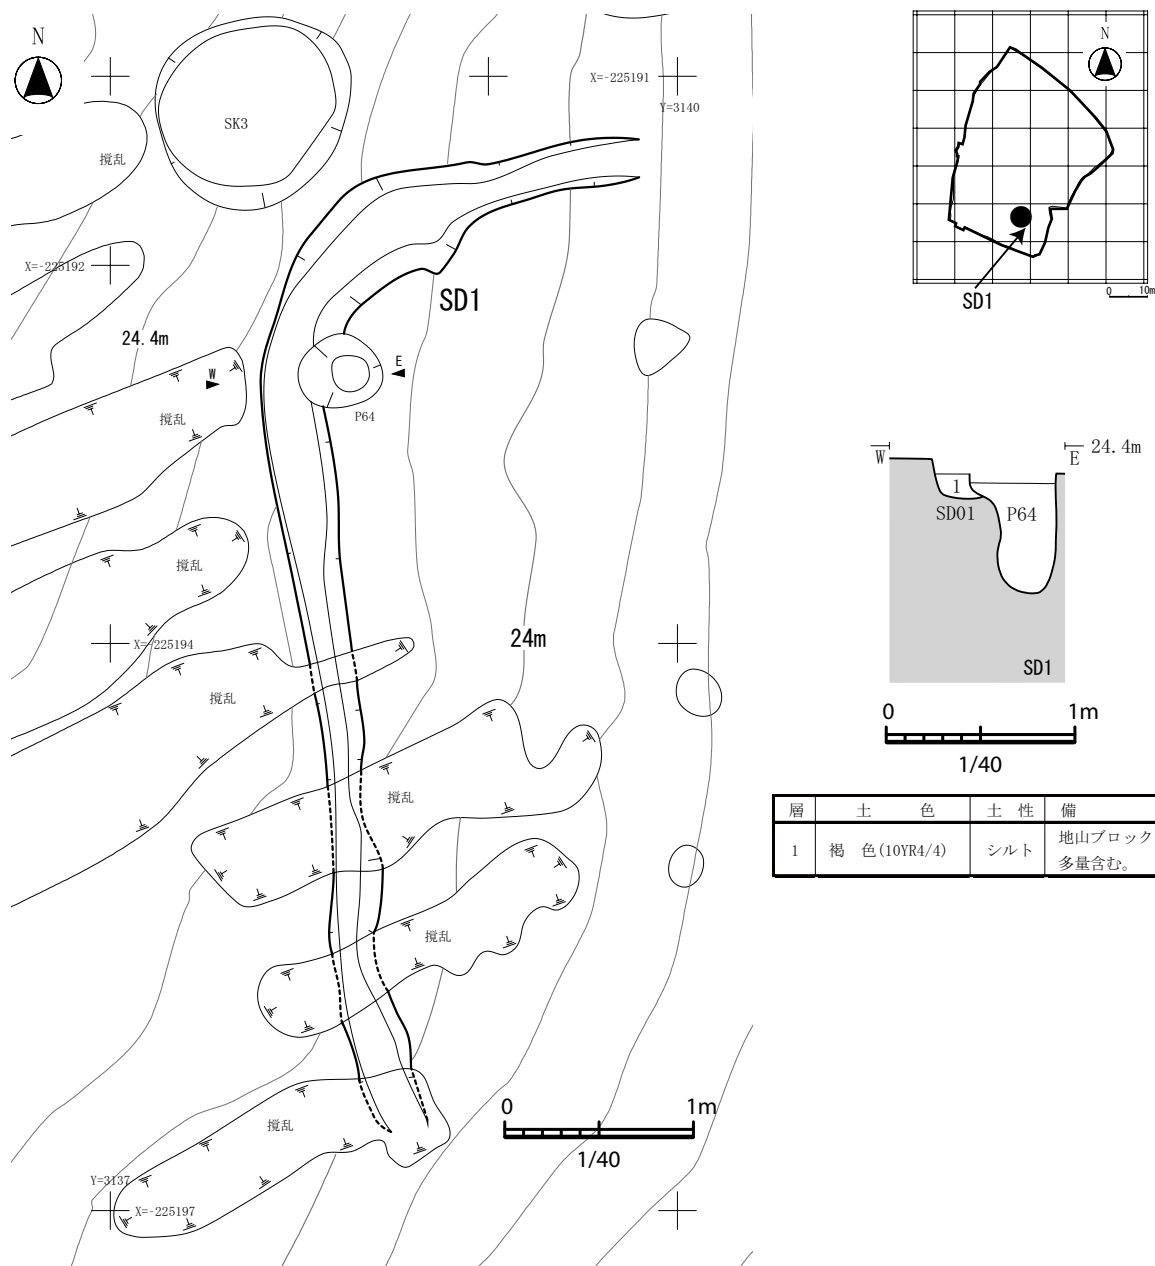 N
SK3
撹乱
X=-225191
Y=3140
X=-225192
SD1
24.4m
W
E
撹乱
P64
撹乱
X=-225194
24m
撹乱
撹乱
撹乱
0 1m
1/40
撹乱
Y=3137
X=-225197
N
SD1
0 10m
W E 24.4m
1
SD01 P64
SD1
0 1m
1/40
層 土 色 土 性 備
1 褐 色(10YR4/4) シルト 地山ブロック
多量含む。